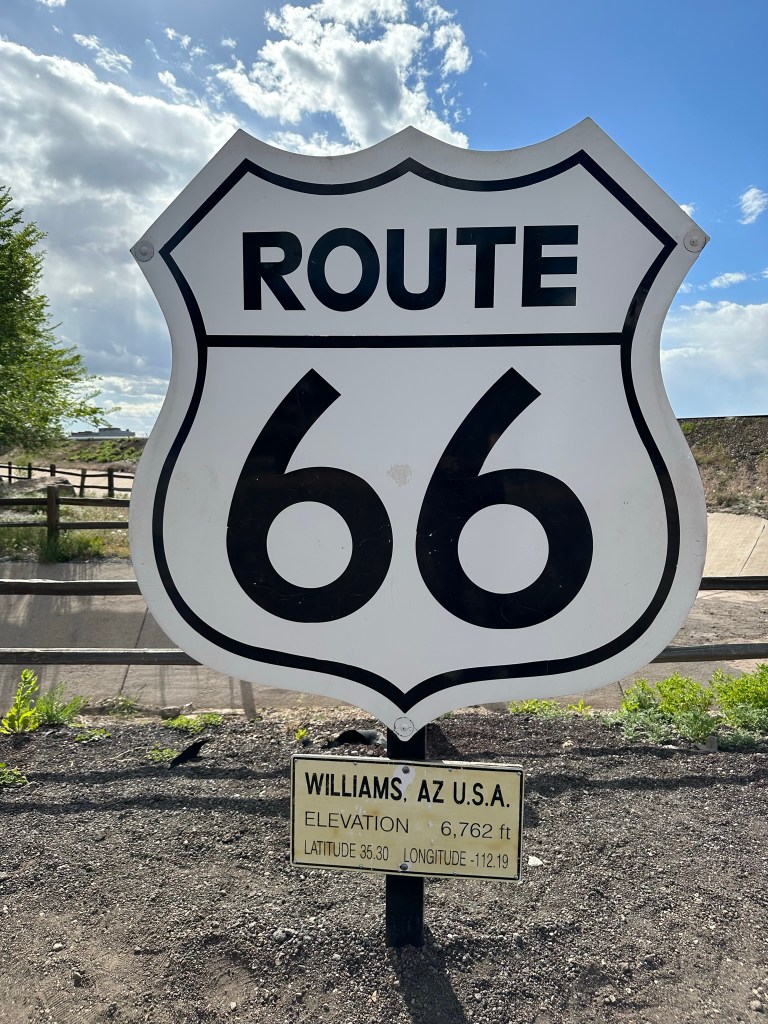 ROUTE
66
WILLIAMS, AZ U.S.A.
ELEVATION 6,762 ft
LATITUDE 35.30 LONGITUDE -112.19